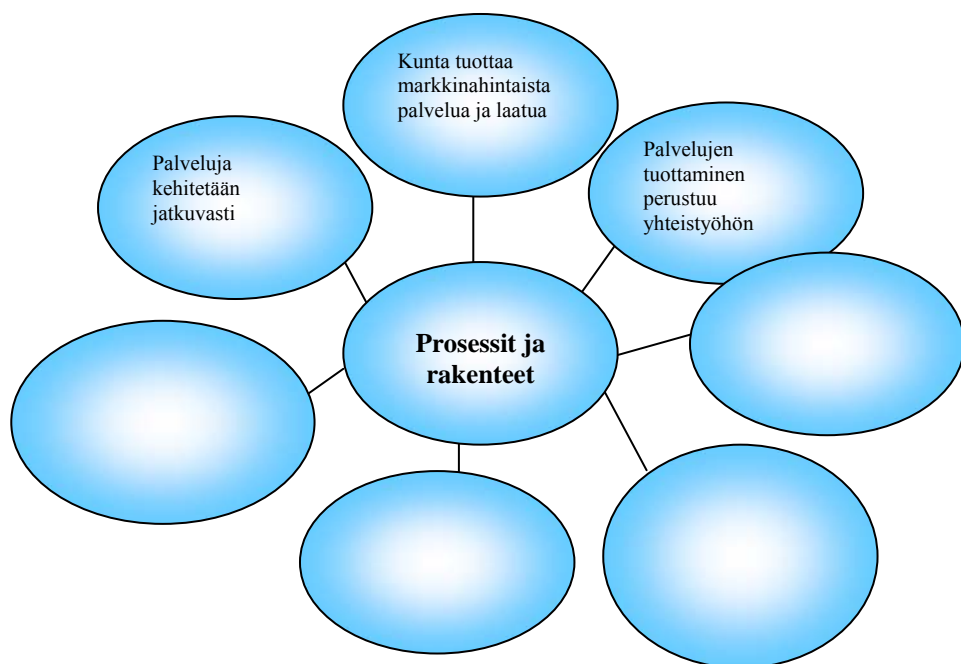 Kunta tuottaa
markkinahintaista
palvelua ja laatua
Palveluja
kehitetään
jatkuvasti
Palvelujen
tuottaminen
perustuu
yhteistyöhön
Prosessit ja
rakenteet